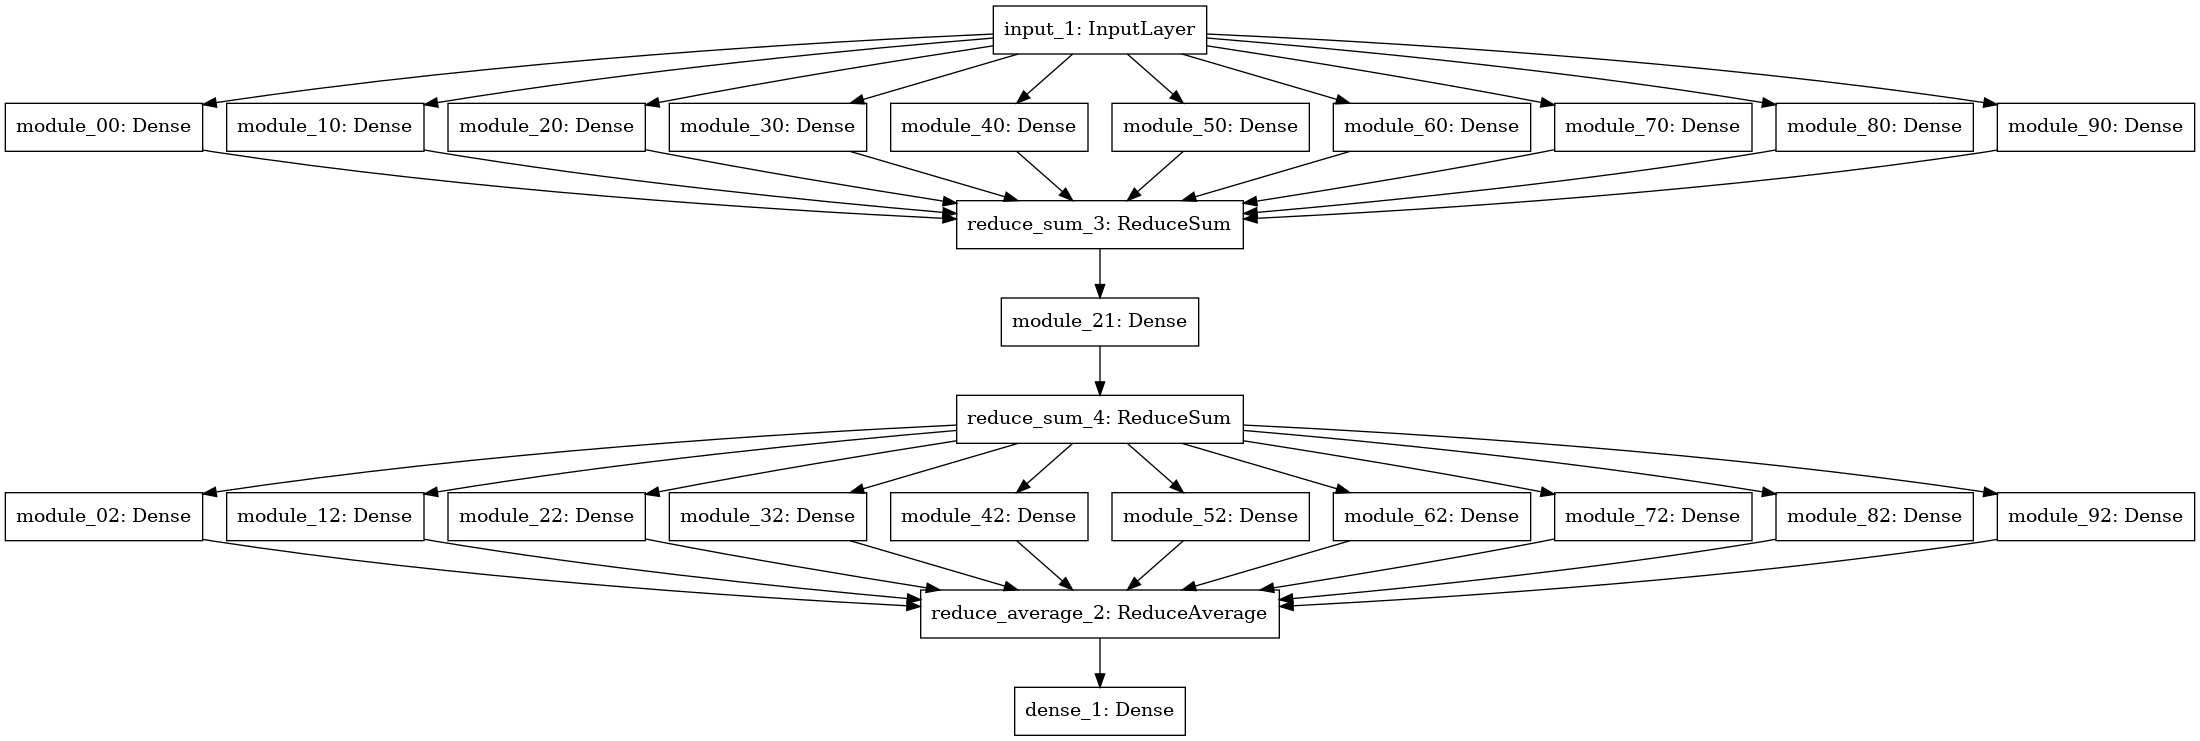 input_1: InputLayer
module_00: Dense
module_10: Dense
module_20: Dense
module_30: Dense
module_40: Dense
module_50: Dense
module_60: Dense
module_70: Dense
module_80: Dense
module_90: Dense
reduce_sum_3: ReduceSum
module_21: Dense
reduce_sum_4: ReduceSum
module_02: Dense
module_12: Dense
module_22: Dense
module_32: Dense
module_42: Dense
module_52: Dense
module_62: Dense
module_72: Dense
module_82: Dense
module_92: Dense
reduce_average_2: ReduceAverage
dense_1: Dense